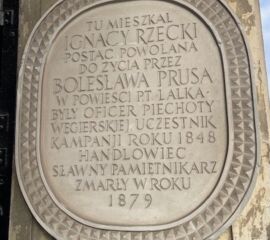 TU MIESZKAŁ
IGNACY RZECKI
POSTAĆ POWOŁANA
DO ŻYCIA PRZEZ
BOLESŁAWA PRUSA
W POWIEŚCI PT. LALKA·
BYŁY OFICER PIECHOTY
WĘGIERSKIEJ, UCZESTNIK
KAMPANJI ROKU 1848
HANDLOWIEC
SŁAWNY PAMIĘTNIKARZ
ZMARŁY W ROKU
1879